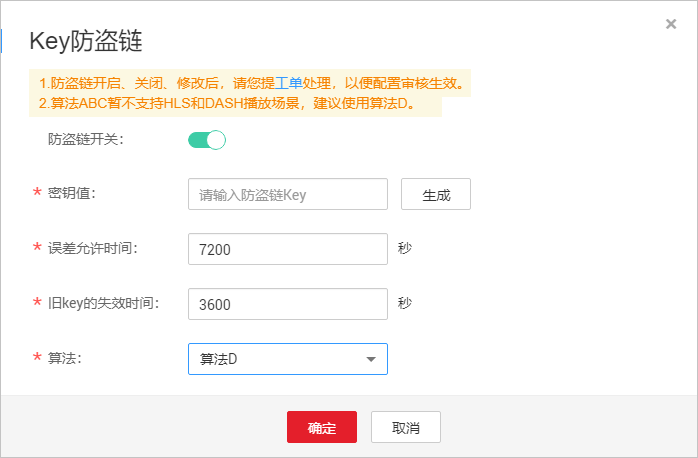 Key防盗链
1.防盗链开启、关闭、修改后，请您提工单处理，以便配置审核生效。
2.算法ABC暂不支持HLS和DASH播放场景，建议使用算法D。
防盗链开关：
* 密钥值： 请输入防盗链Key 生成
* 误差允许时间： 7200 秒
* 旧key的失效时间： 3600 秒
* 算法： 算法D
确定 取消